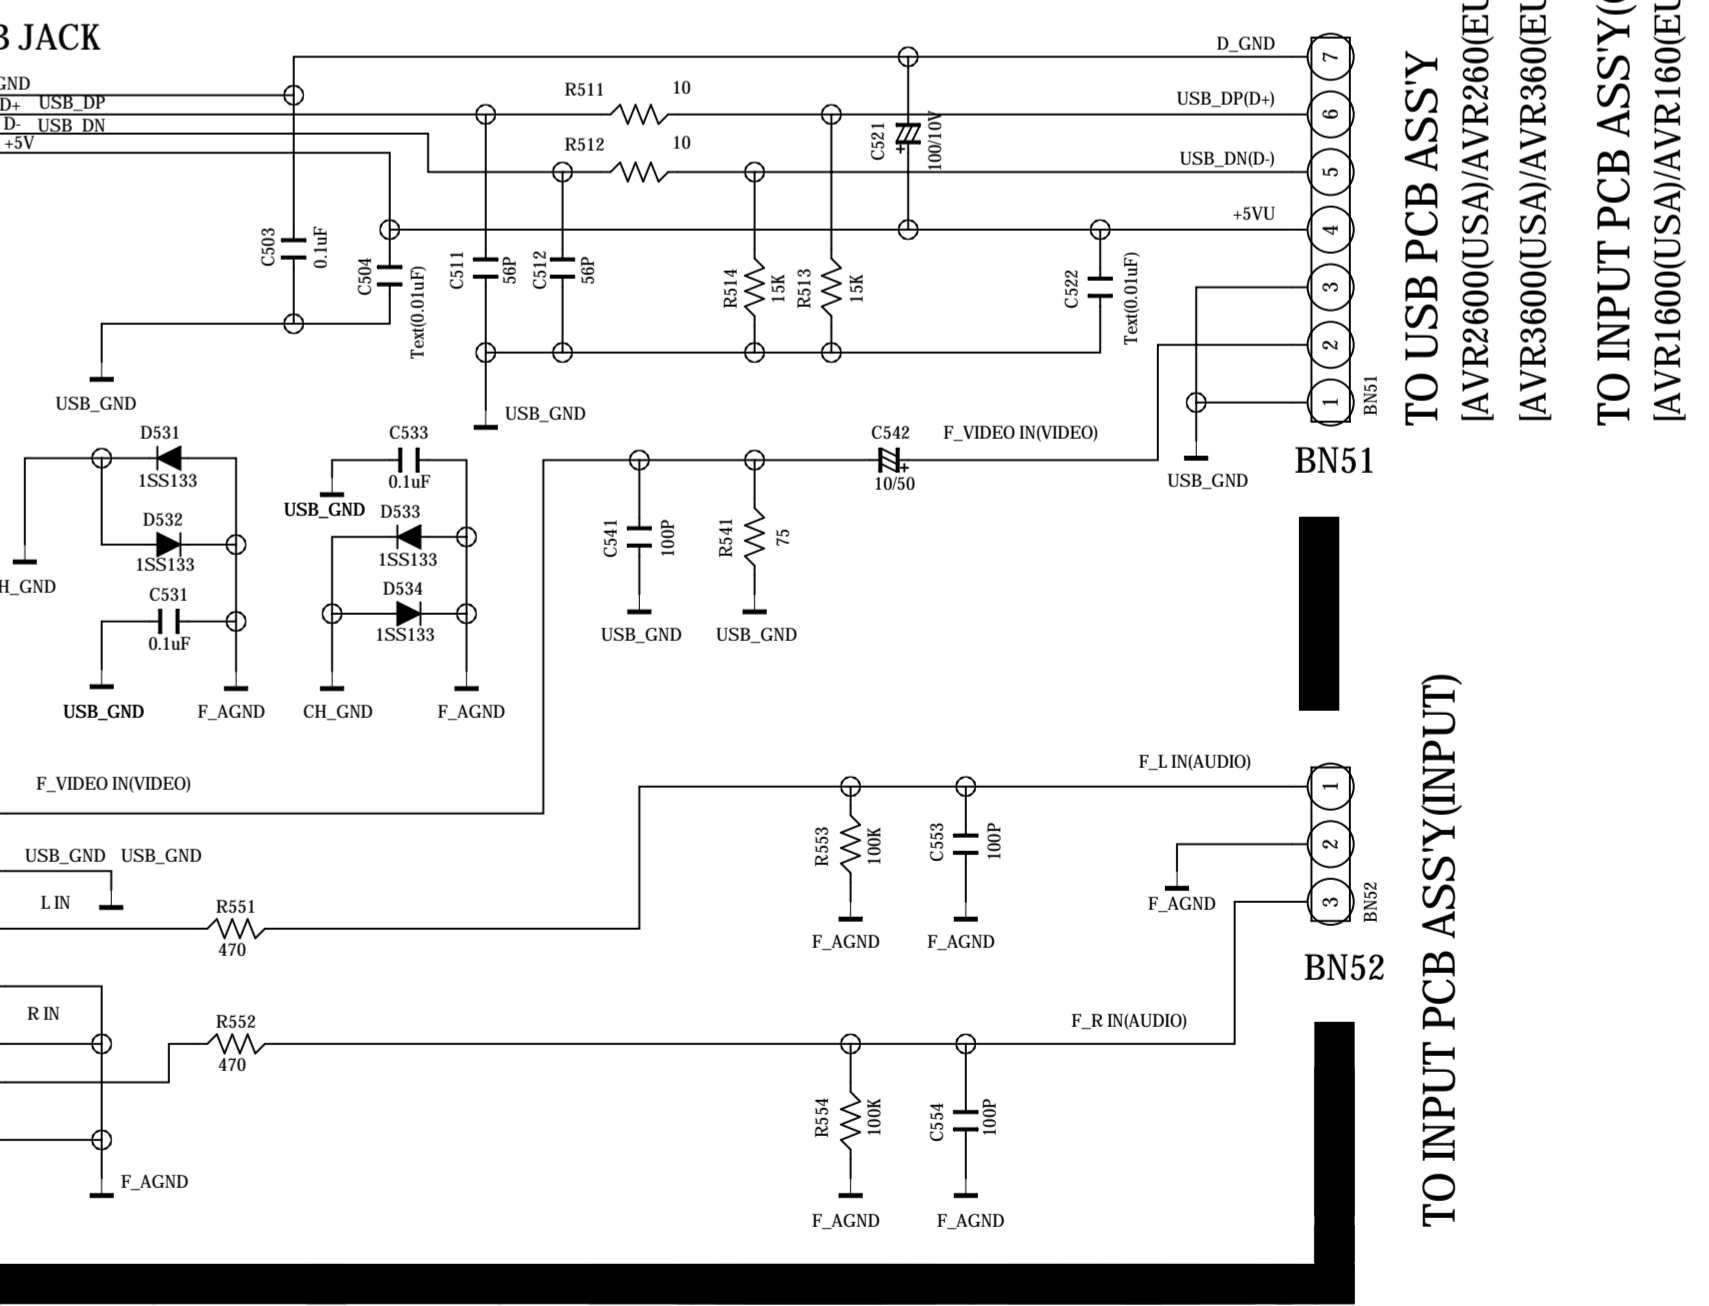 B JACK
GND
D+ USB_DP
D- USB_DN
+5V
R511 10
R512 10
D_GND
USB_DP(D+)
USB_DN(D-)
+5VU
C521
100/10V
7
6
5
4
3
2
1
BN51
BN51
C503
0.1uF
C504
Text(0.01uF)
C511
56P
C512
56P
R514
15K
R513
15K
C522
Text(0.01uF)
USB_GND
USB_GND
USB_GND
TO USB PCB ASS'Y
[AVR2600(USA)/AVR260(EU
[AVR3600(USA)/AVR360(EU
TO INPUT PCB ASS'Y(
[AVR1600(USA)/AVR160(EU
D531
1SS133
D532
1SS133
C531
0.1uF
H_GND
USB_GND
F_AGND
C533
0.1uF
USB_GND
D533
1SS133
D534
1SS133
CH_GND
F_AGND
C542
10/50
F_VIDEO IN(VIDEO)
C541
100P
R541
75
USB_GND
USB_GND
F_VIDEO IN(VIDEO)
USB_GND USB_GND
L IN
R551
470
R IN
R552
470
F_AGND
F_L IN(AUDIO)
R553
100K
C553
100P
F_AGND
F_AGND
F_AGND
1
2
3
BN52
BN52
F_R IN(AUDIO)
R554
100K
C554
100P
F_AGND
F_AGND
TO INPUT PCB ASS'Y(INPUT)